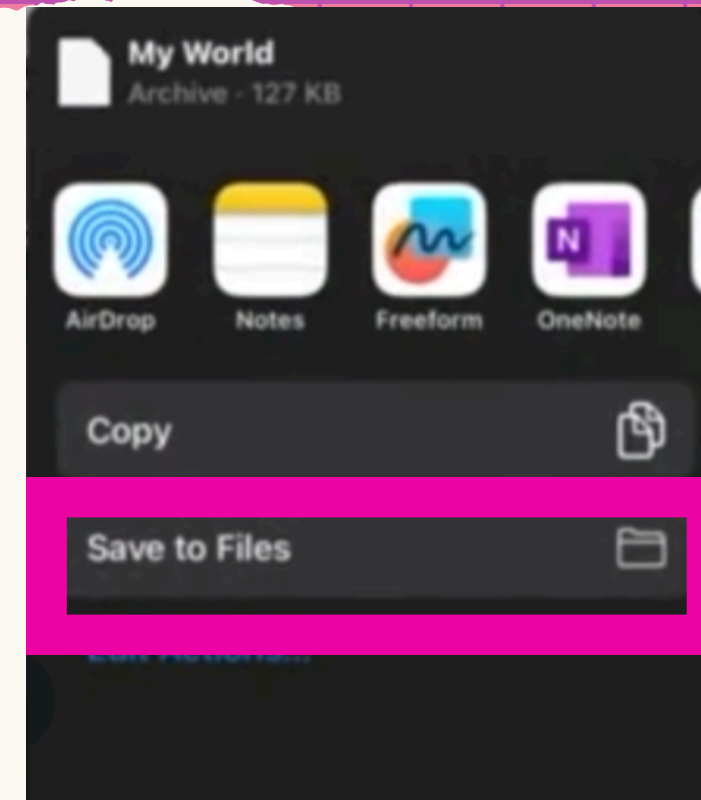 My World
Archive · 127 KB
AirDrop
Notes
Freeform
N
OneNote
Copy
Save to Files